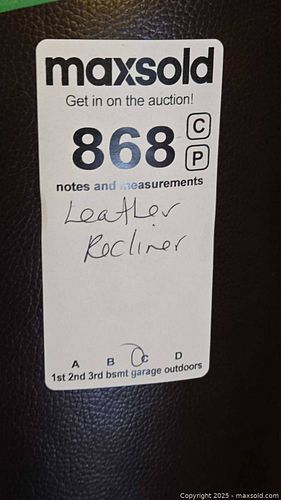 maxsold
Get in on the auction!
868 C P
notes and measurements
Leather
Recliner
A B C D
1st 2nd 3rd bsmt garage outdoors
Copyright © 2025 - maxsold.com